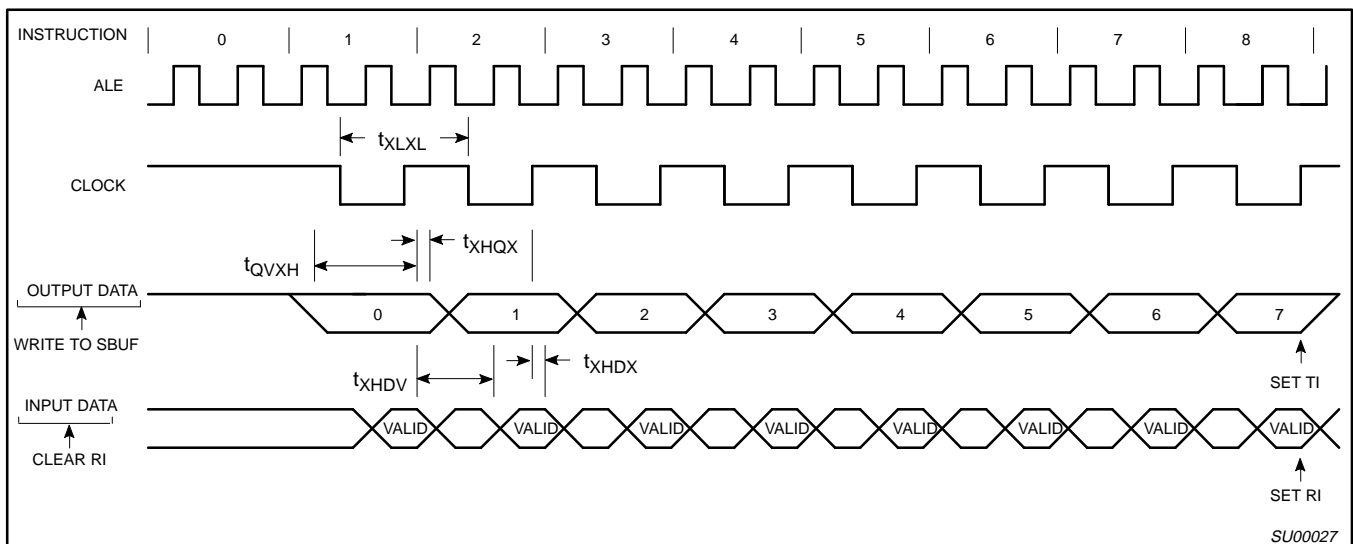 INSTRUCTION 0 1 2 3 4 5 6 7 8
ALE
tXLXL
CLOCK
tXHQX
tQVXH
OUTPUT DATA
0 1 2 3 4 5 6 7
WRITE TO SBUF
tXHDX
tXHDV
SET TI
INPUT DATA
VALID VALID VALID VALID VALID VALID VALID VALID
CLEAR RI
SET RI
SU00027